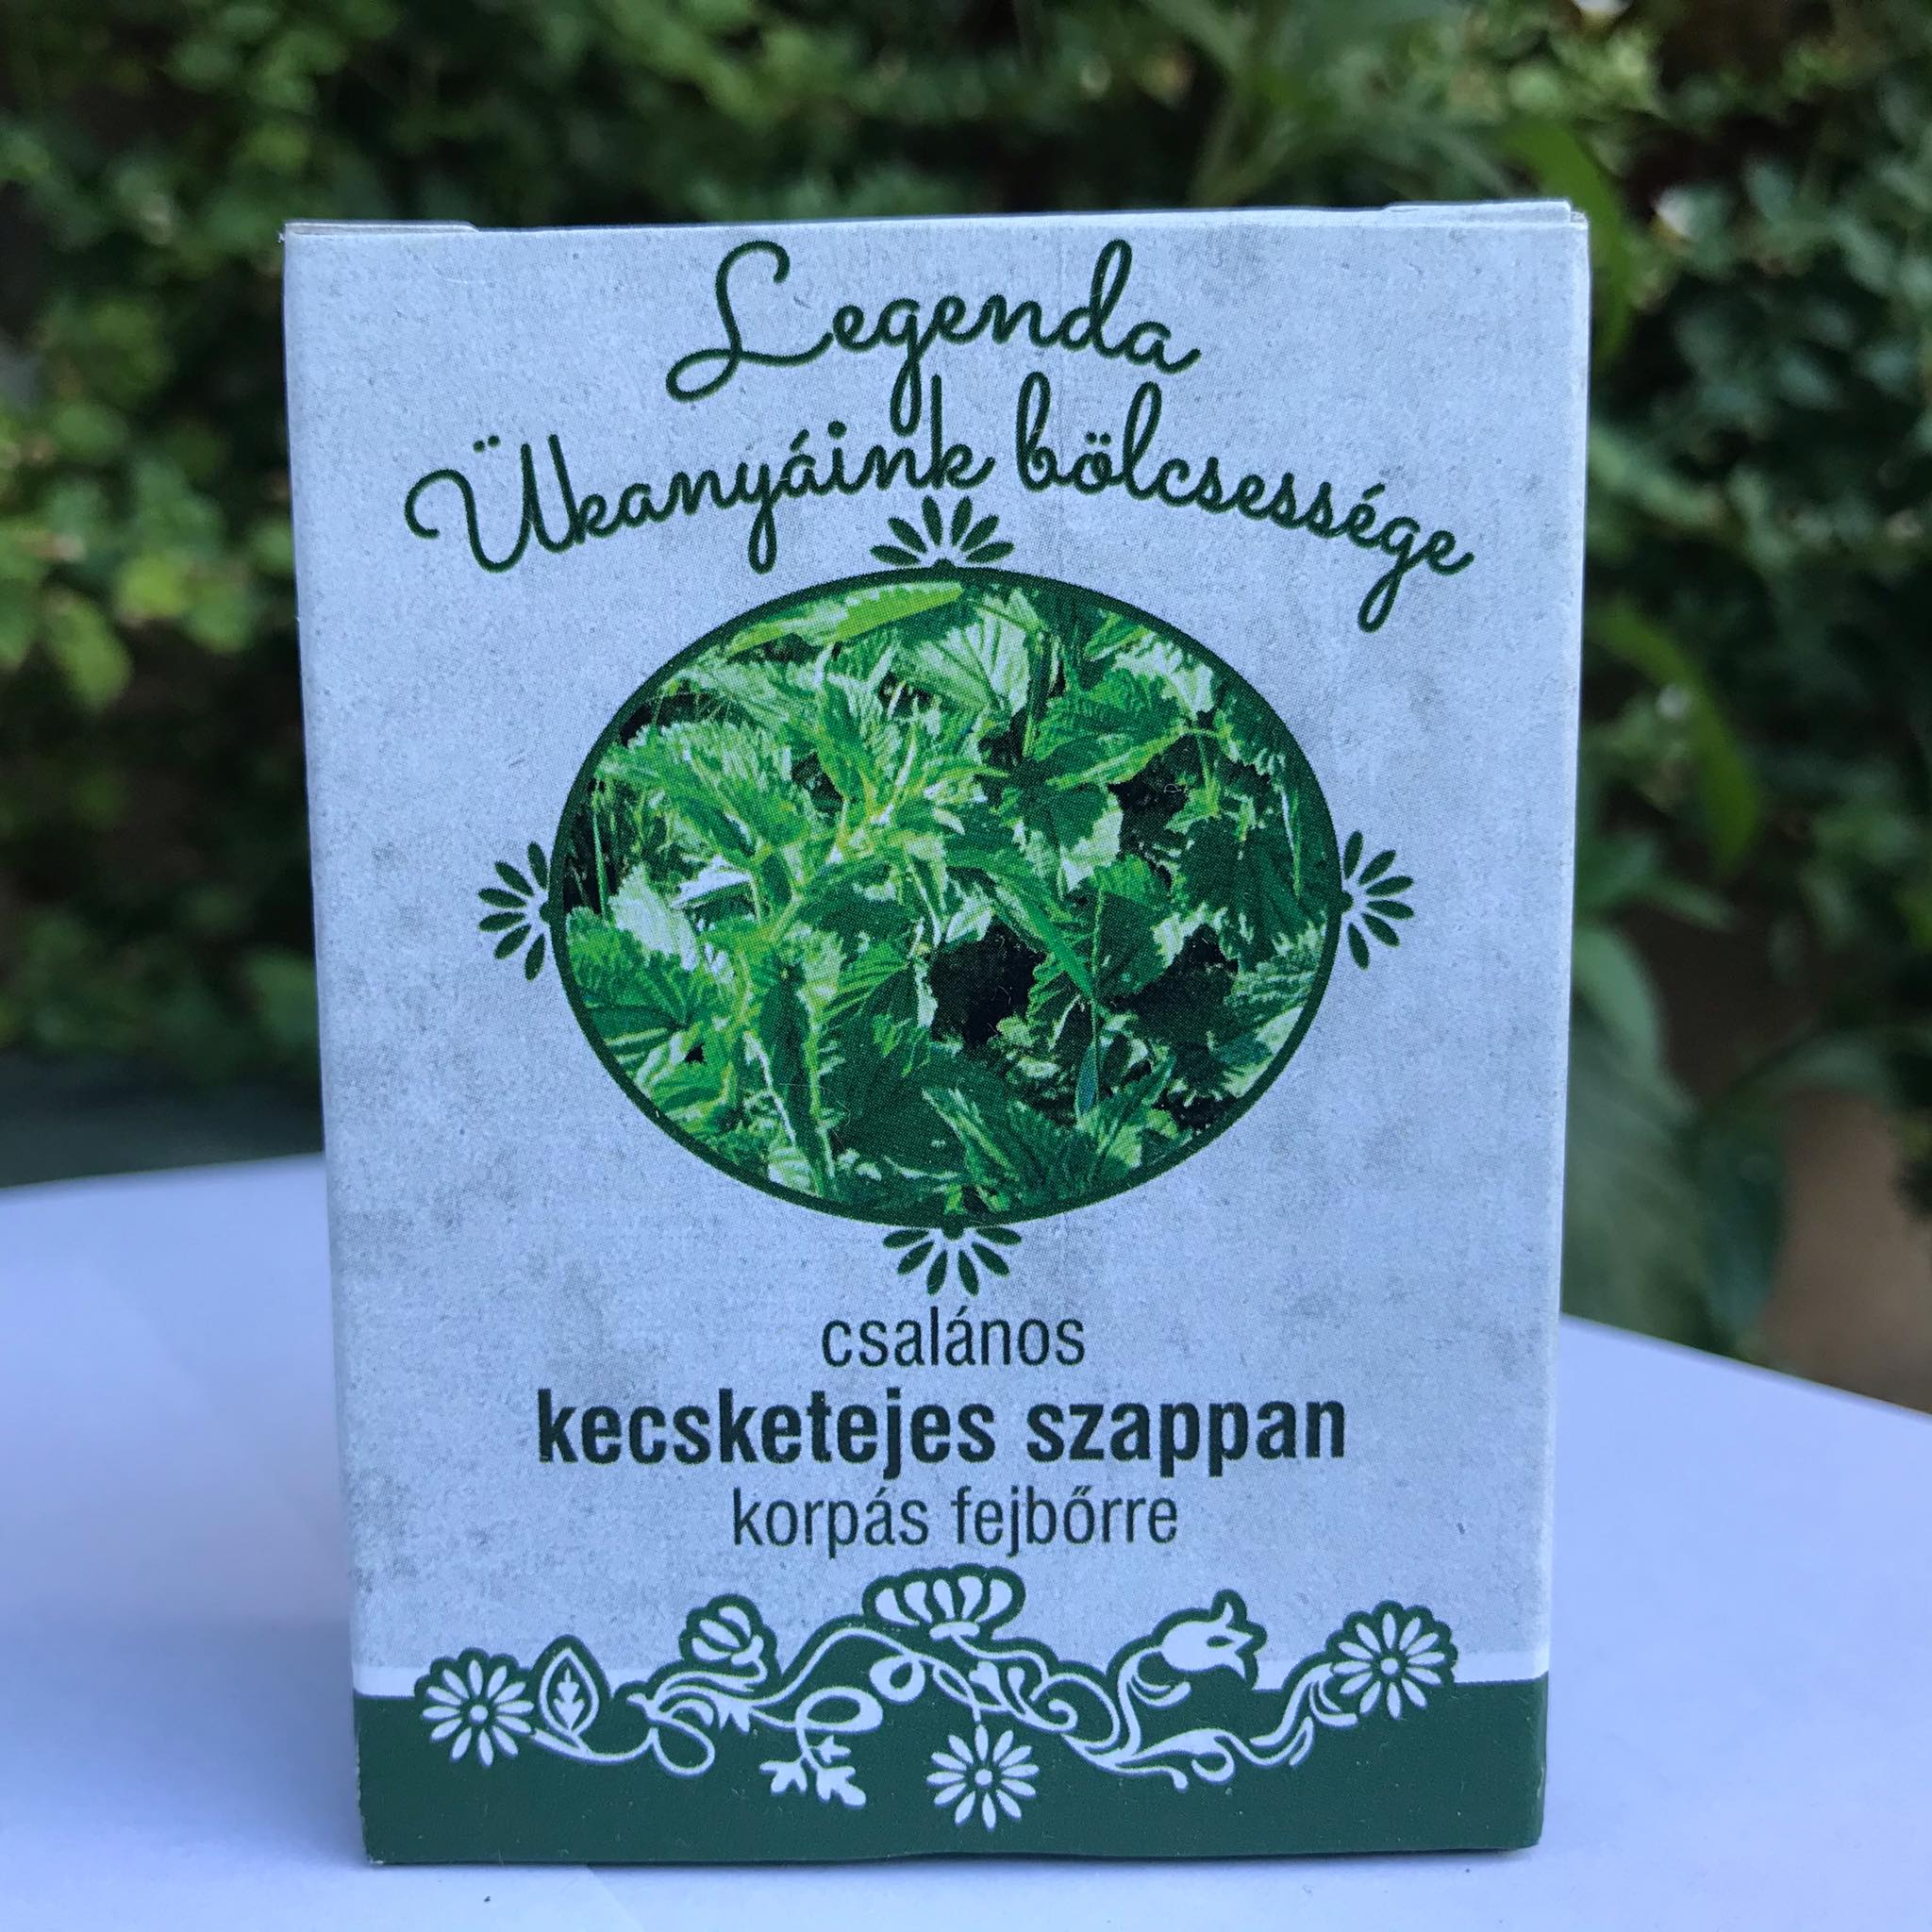 Legenda
Ükanyáink bölcsessége
csalános
kecsketejes szappan
korpás fejbőrre